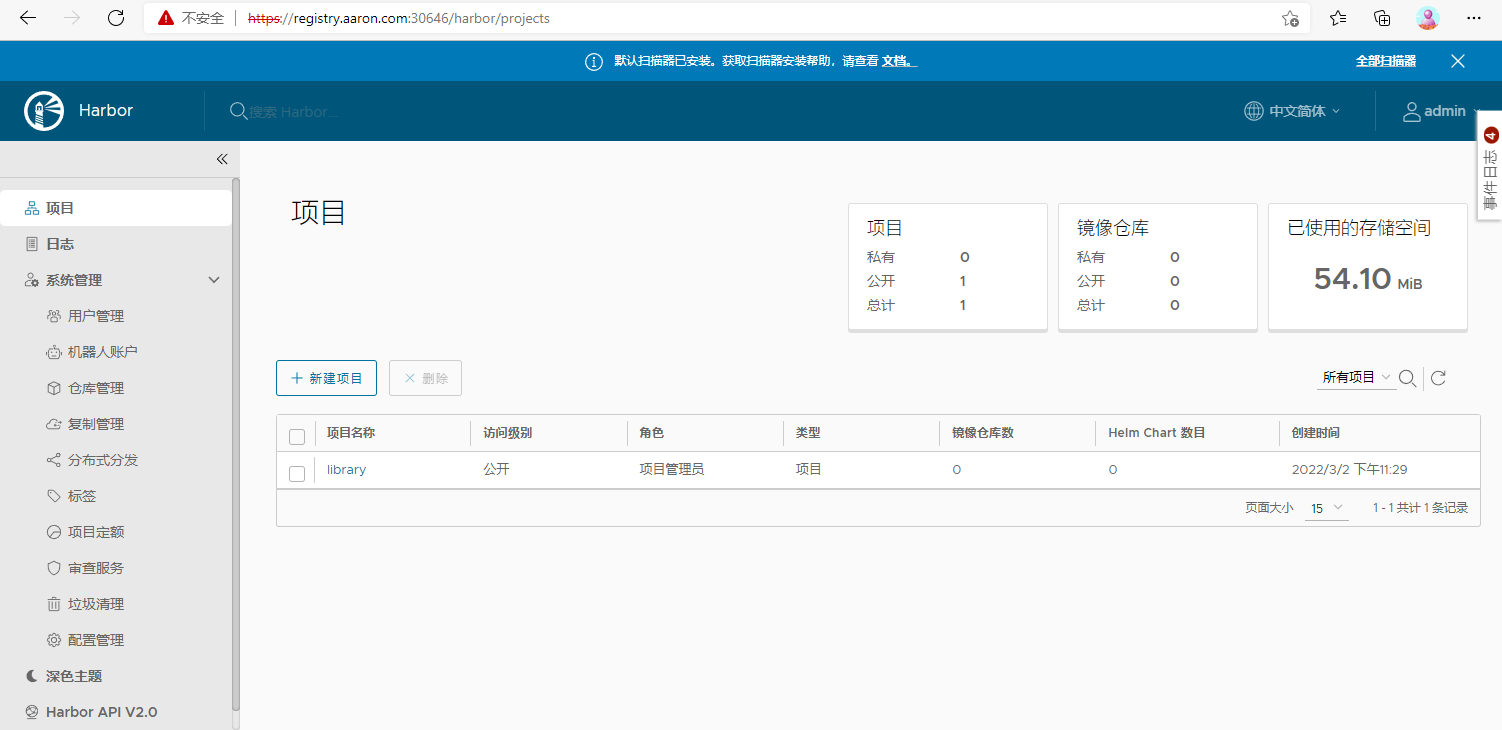 不安全 https://registry.aaron.com:30646/harbor/projects
默认扫描器已安装。获取扫描器安装帮助，请查看 文档。 全部扫描器
Harbor 搜索 Harbor... 中文简体 admin
事件日志 4
项目
日志
系统管理
用户管理
机器人账户
仓库管理
复制管理
分布式分发
标签
项目定额
审查服务
垃圾清理
配置管理
深色主题
Harbor API V2.0
项目
项目
私有 0
公开 1
总计 1
镜像仓库
私有 0
公开 0
总计 0
已使用的存储空间
54.10 MiB
新建项目 删除 所有项目
项目名称 访问级别 角色 类型 镜像仓库数 Helm Chart 数目 创建时间
library 公开 项目管理员 项目 0 0 2022/3/2 下午11:29
页面大小 15 1 - 1 共计 1 条记录